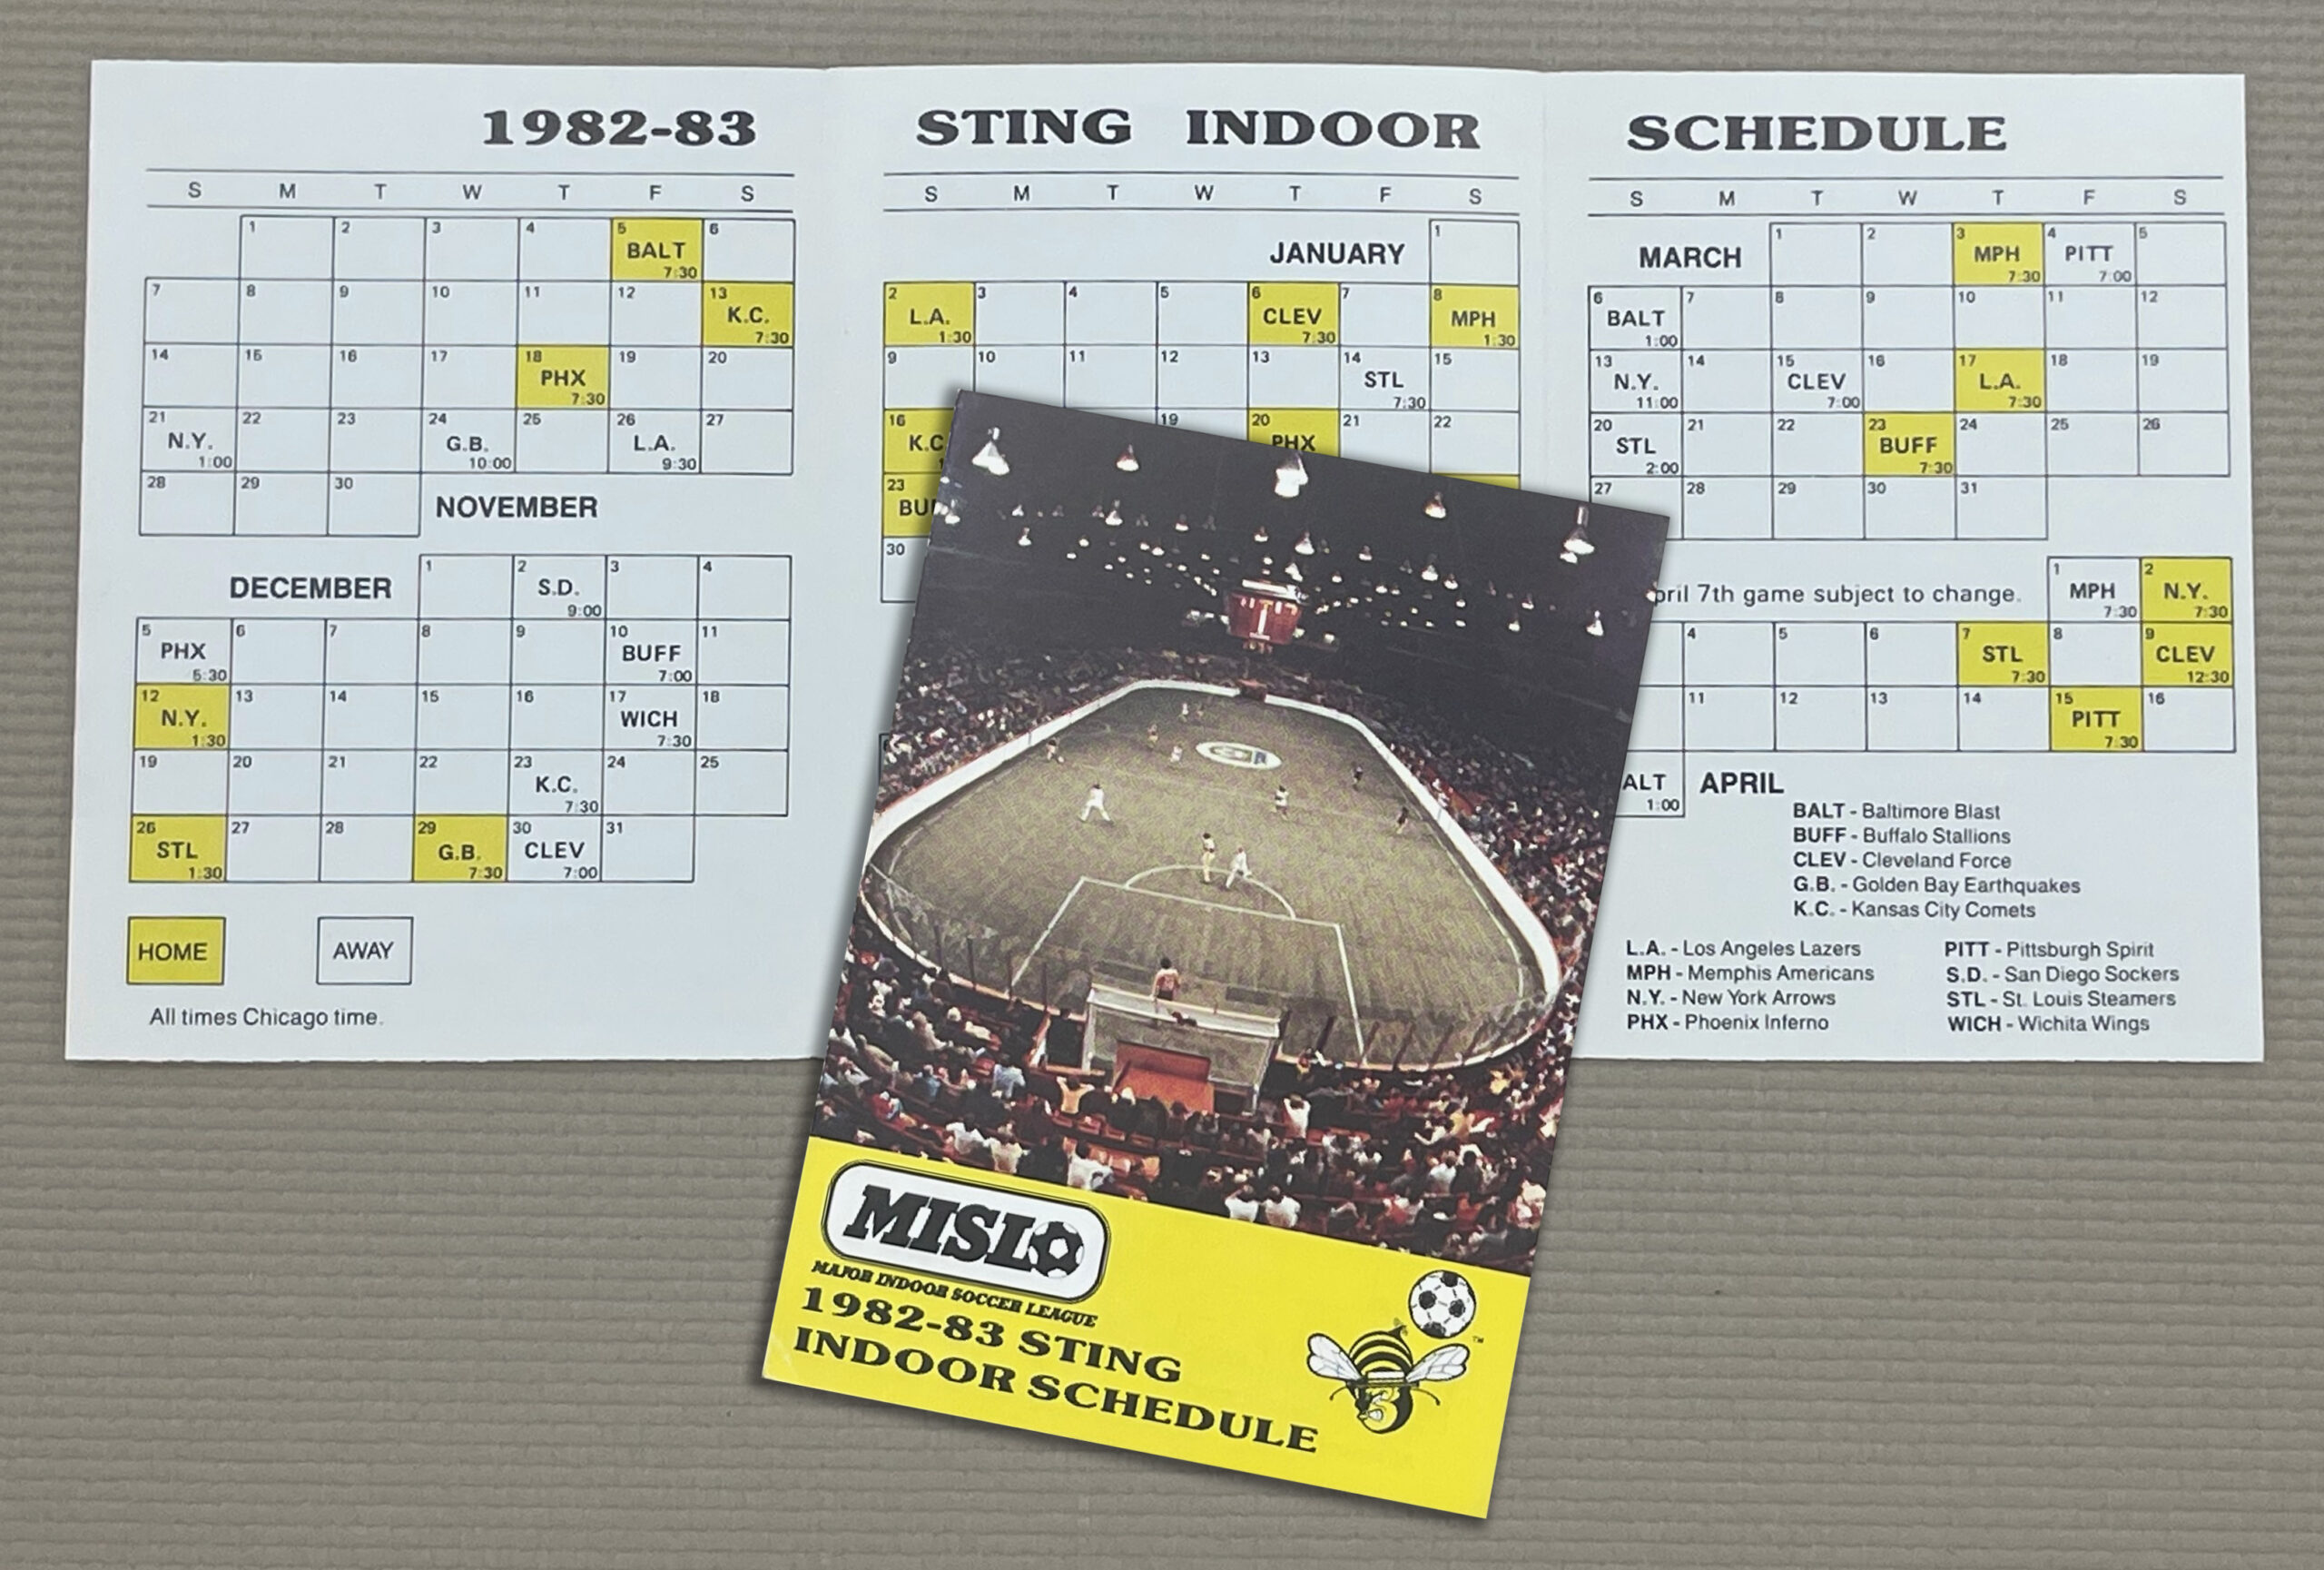 1982-83 STING INDOOR SCHEDULE
S M T W T F S
1 2 3 4 5 BALT 7:30 6
7 8 9 10 11 12 13 K.C. 7:30
14 15 16 17 18 PHX 7:30 19 20
21 N.Y. 1:00 22 23 24 G.B. 10:00 25 26 L.A. 9:30 27
28 29 30 NOVEMBER
DECEMBER 1 2 S.D. 9:00 3 4
5 PHX 5:30 6 7 8 9 10 BUFF 7:00 11
12 N.Y. 1:30 13 14 15 16 17 WICH 7:30 18
19 20 21 22 23 K.C. 7:30 24 25
26 STL 1:30 27 28 29 G.B. 7:30 30 CLEV 7:00 31
HOME AWAY
All times Chicago time.
S M T W T F S
JANUARY 1
2 L.A. 1:30 3 4 5 6 CLEV 7:30 7 8 MPH 1:30
9 10 11 12 13 14 STL 7:30 15
16 K.C 19 20 PHX 21 22
23
30
S M T W T F S
MARCH 1 2 3 MPH 7:30 4 PITT 7:00 5
6 BALT 1:00 7 8 9 10 11 12
13 N.Y. 11:00 14 15 CLEV 7:00 16 17 L.A. 7:30 18 19
20 STL 2:00 21 22 23 BUFF 7:30 24 25 26
27 28 29 30 31
pril 7th game subject to change. 1 MPH 7:30 2 N.Y. 7:30
4 5 6 7 STL 7:30 8 9 CLEV 12:30
11 12 13 14 15 PITT 7:30 16
ALT 1:00 APRIL
BALT - Baltimore Blast
BUFF - Buffalo Stallions
CLEV - Cleveland Force
G.B. - Golden Bay Earthquakes
K.C. - Kansas City Comets
L.A. - Los Angeles Lazers
MPH - Memphis Americans
N.Y. - New York Arrows
PHX - Phoenix Inferno
PITT - Pittsburgh Spirit
S.D. - San Diego Sockers
STL - St. Louis Steamers
WICH - Wichita Wings
MISL
MAJOR INDOOR SOCCER LEAGUE
1982-83 STING
INDOOR SCHEDULE
TM